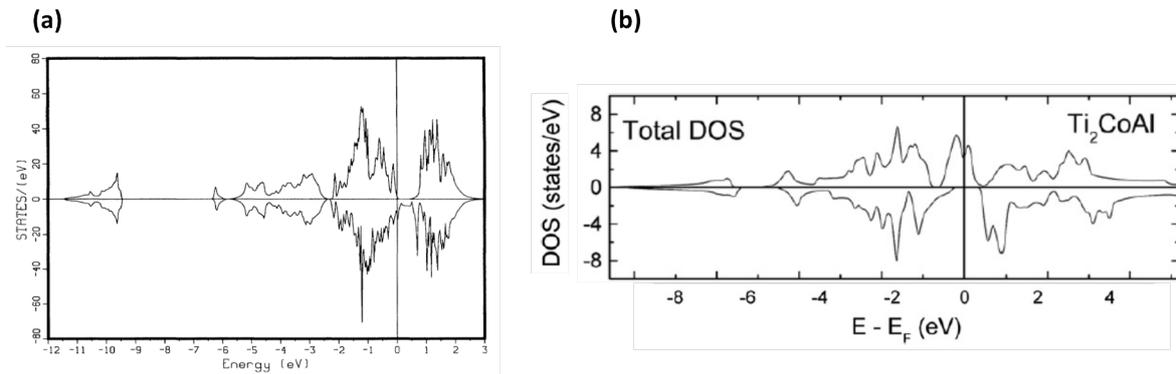 (a)
80
60
40
20
0
-20
-40
-60
-80
STATES/(eV)
-12 -11 -10 -9 -8 -7 -6 -5 -4 -3 -2 -1 0 1 2 3
Energy (eV)
(b)
8
4
0
-4
-8
DOS (states/eV)
Total DOS
Ti2CoAl
-8 -6 -4 -2 0 2 4
E - EF (eV)